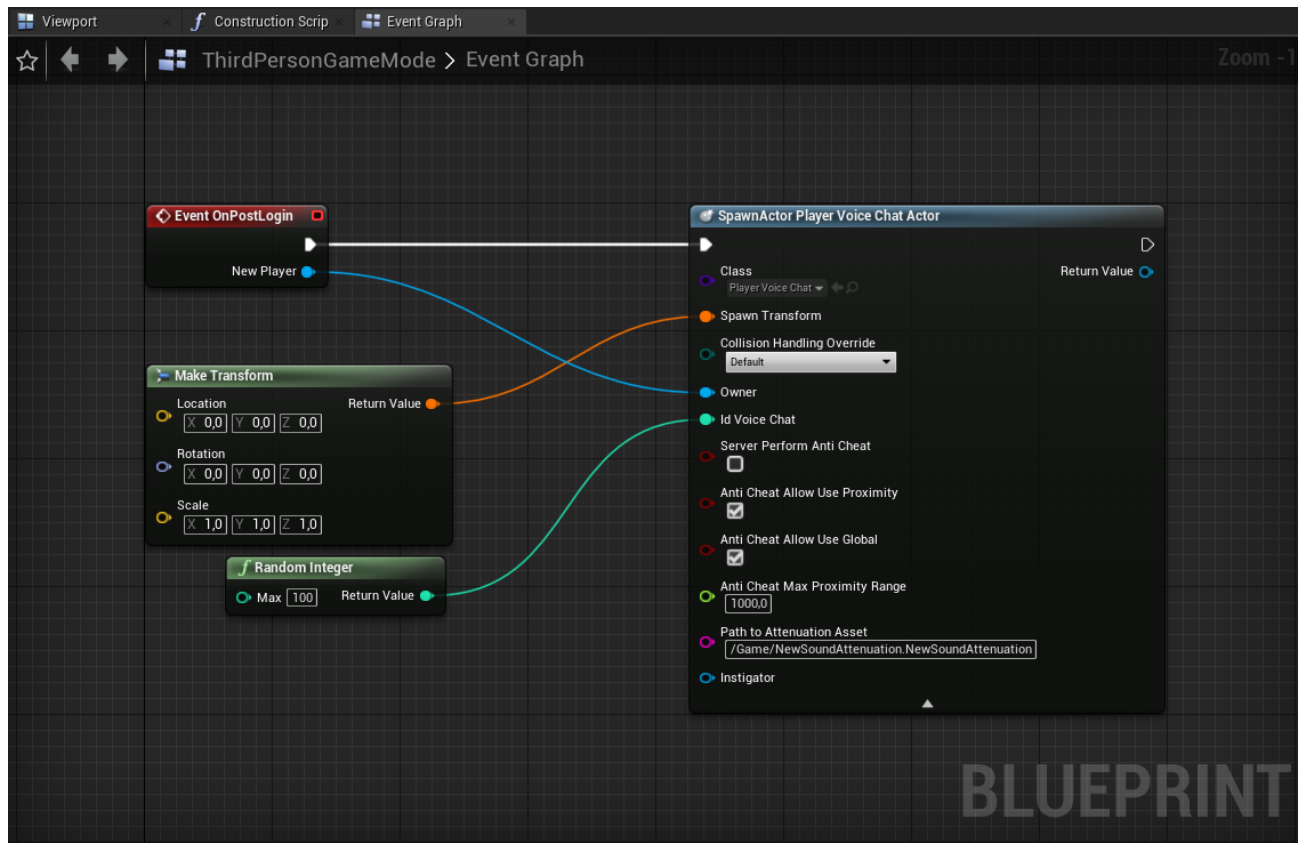 Viewport
Construction Scrip
Event Graph
ThirdPersonGameMode > Event Graph
Zoom -1
Event OnPostLogin
New Player
Make Transform
Location
Return Value
X 0,0 Y 0,0 Z 0,0
Rotation
X 0,0 Y 0,0 Z 0,0
Scale
X 1,0 Y 1,0 Z 1,0
f Random Integer
Max 100
Return Value
SpawnActor Player Voice Chat Actor
Class
Return Value
Player Voice Chat
Spawn Transform
Collision Handling Override
Default
Owner
Id Voice Chat
Server Perform Anti Cheat
Anti Cheat Allow Use Proximity
Anti Cheat Allow Use Global
Anti Cheat Max Proximity Range
1000,0
Path to Attenuation Asset
/Game/NewSoundAttenuation.NewSoundAttenuation
Instigator
BLUEPRINT